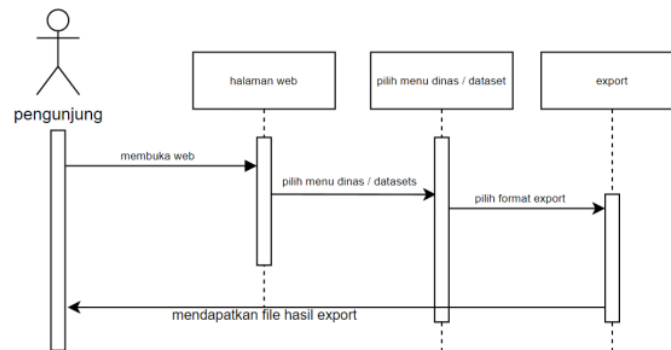 halaman web
pilih menu dinas / dataset
export
pengunjung
membuka web
pilih menu dinas / datasets
pilih format export
mendapatkan file hasil export